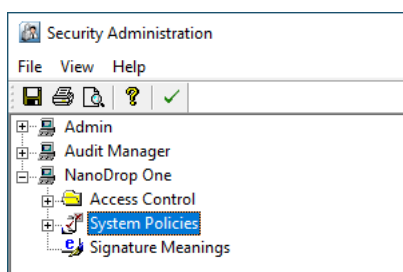 Security Administration
File View Help
Admin
Audit Manager
NanoDrop One
Access Control
System Policies
Signature Meanings